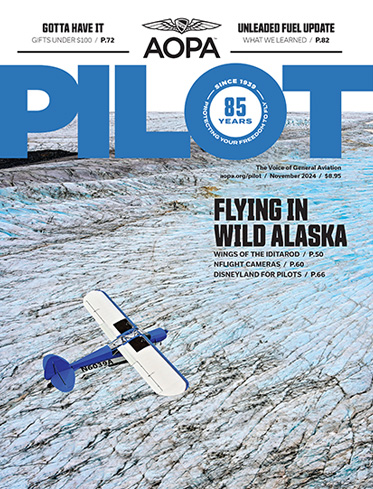 GOTTA HAVE IT
GIFTS UNDER $100 / P.72
AOPA
UNLEADED FUEL UPDATE
WHAT WE LEARNED / P.82
PILOT
SINCE 1939
85
YEARS
PROTECTING YOUR FREEDOM TO FLY
The Voice of General Aviation
aopa.org/pilot / November 2024 / $8.95
FLYING IN
WILD ALASKA
WINGS OF THE IDITAROD / P.50
NFLIGHT CAMERAS / P.60
DISNEYLAND FOR PILOTS / P.66